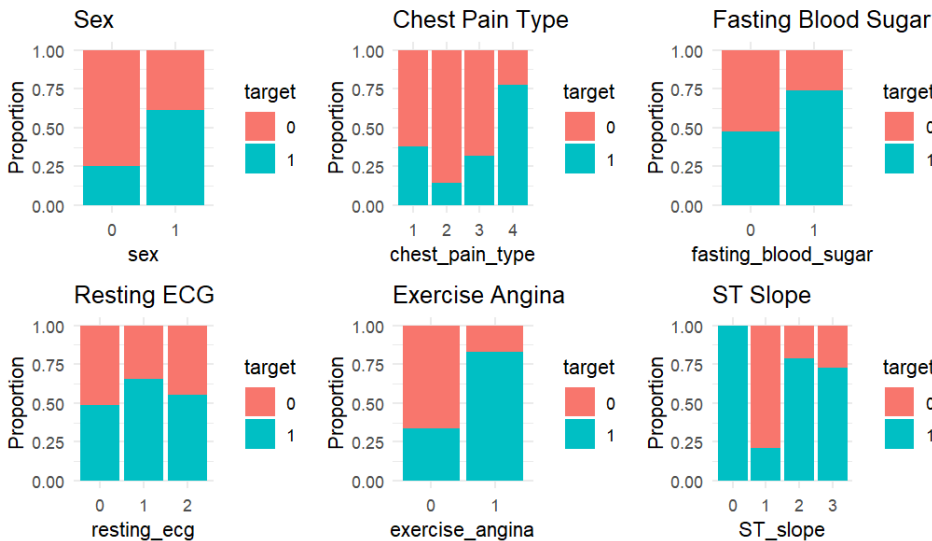 Sex
1.00
0.75
0.50
0.25
0.00
Proportion
0 1
sex
target
0
1
Chest Pain Type
1.00
0.75
0.50
0.25
0.00
Proportion
1 2 3 4
chest_pain_type
target
0
1
Fasting Blood Sugar
1.00
0.75
0.50
0.25
0.00
Proportion
0 1
fasting_blood_sugar
target
0
1
Resting ECG
1.00
0.75
0.50
0.25
0.00
Proportion
0 1 2
resting_ecg
target
0
1
Exercise Angina
1.00
0.75
0.50
0.25
0.00
Proportion
0 1
exercise_angina
target
0
1
ST Slope
1.00
0.75
0.50
0.25
0.00
Proportion
0 1 2 3
ST_slope
target
0
1